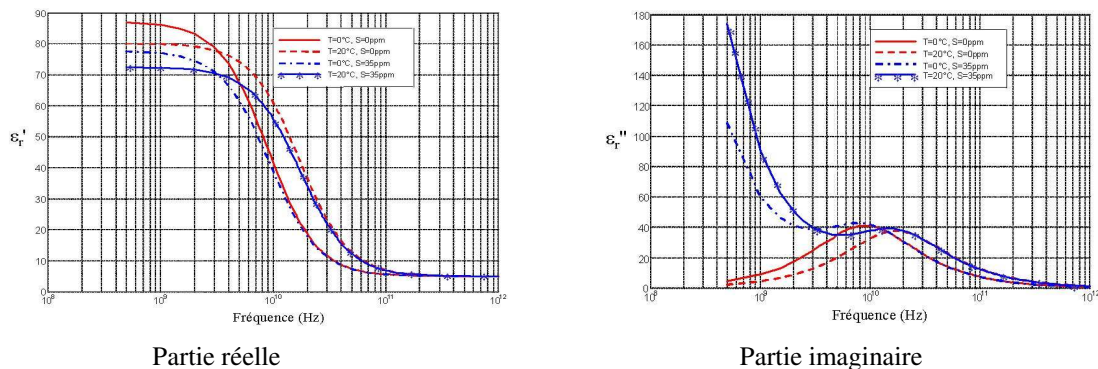 90
80
70
60
50
40
30
20
10
0
εr'
10^8
10^9
10^10
10^11
10^12
Fréquence (Hz)
T=0°C, S=0ppm
T=20°C, S=0ppm
T=0°C, S=35ppm
T=20°C, S=35ppm
Partie réelle
180
160
140
120
100
80
60
40
20
0
εr"
10^8
10^9
10^10
10^11
10^12
Fréquence (Hz)
T=0°C, S=0ppm
T=20°C, S=0ppm
T=0°C, S=35ppm
T=20°C, S=35ppm
Partie imaginaire